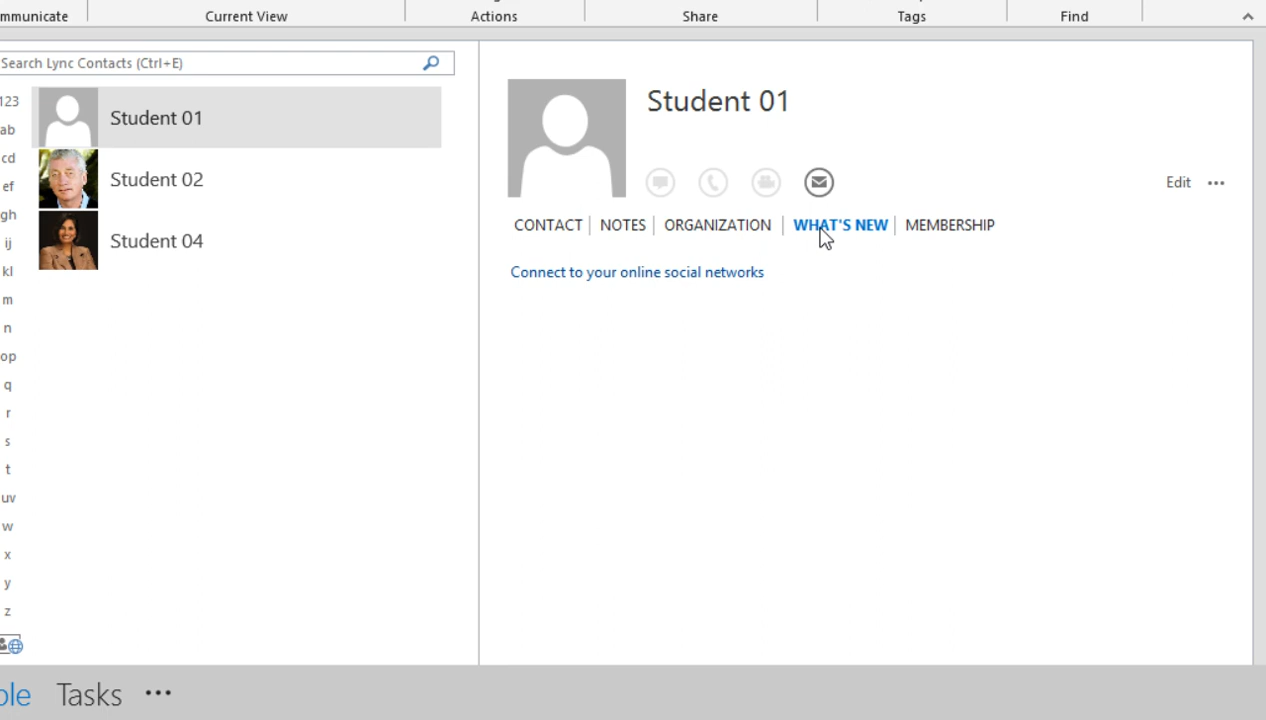 mmunicate
Current View
Actions
Share
Tags
Find
Search Lync Contacts (Ctrl+E)
123
ab
cd
ef
gh
ij
kl
m
n
op
q
r
s
t
uv
w
x
y
z
Student 01
Student 02
Student 04
Student 01
Edit •••
CONTACT NOTES ORGANIZATION WHAT'S NEW MEMBERSHIP
Connect to your online social networks
ple Tasks •••